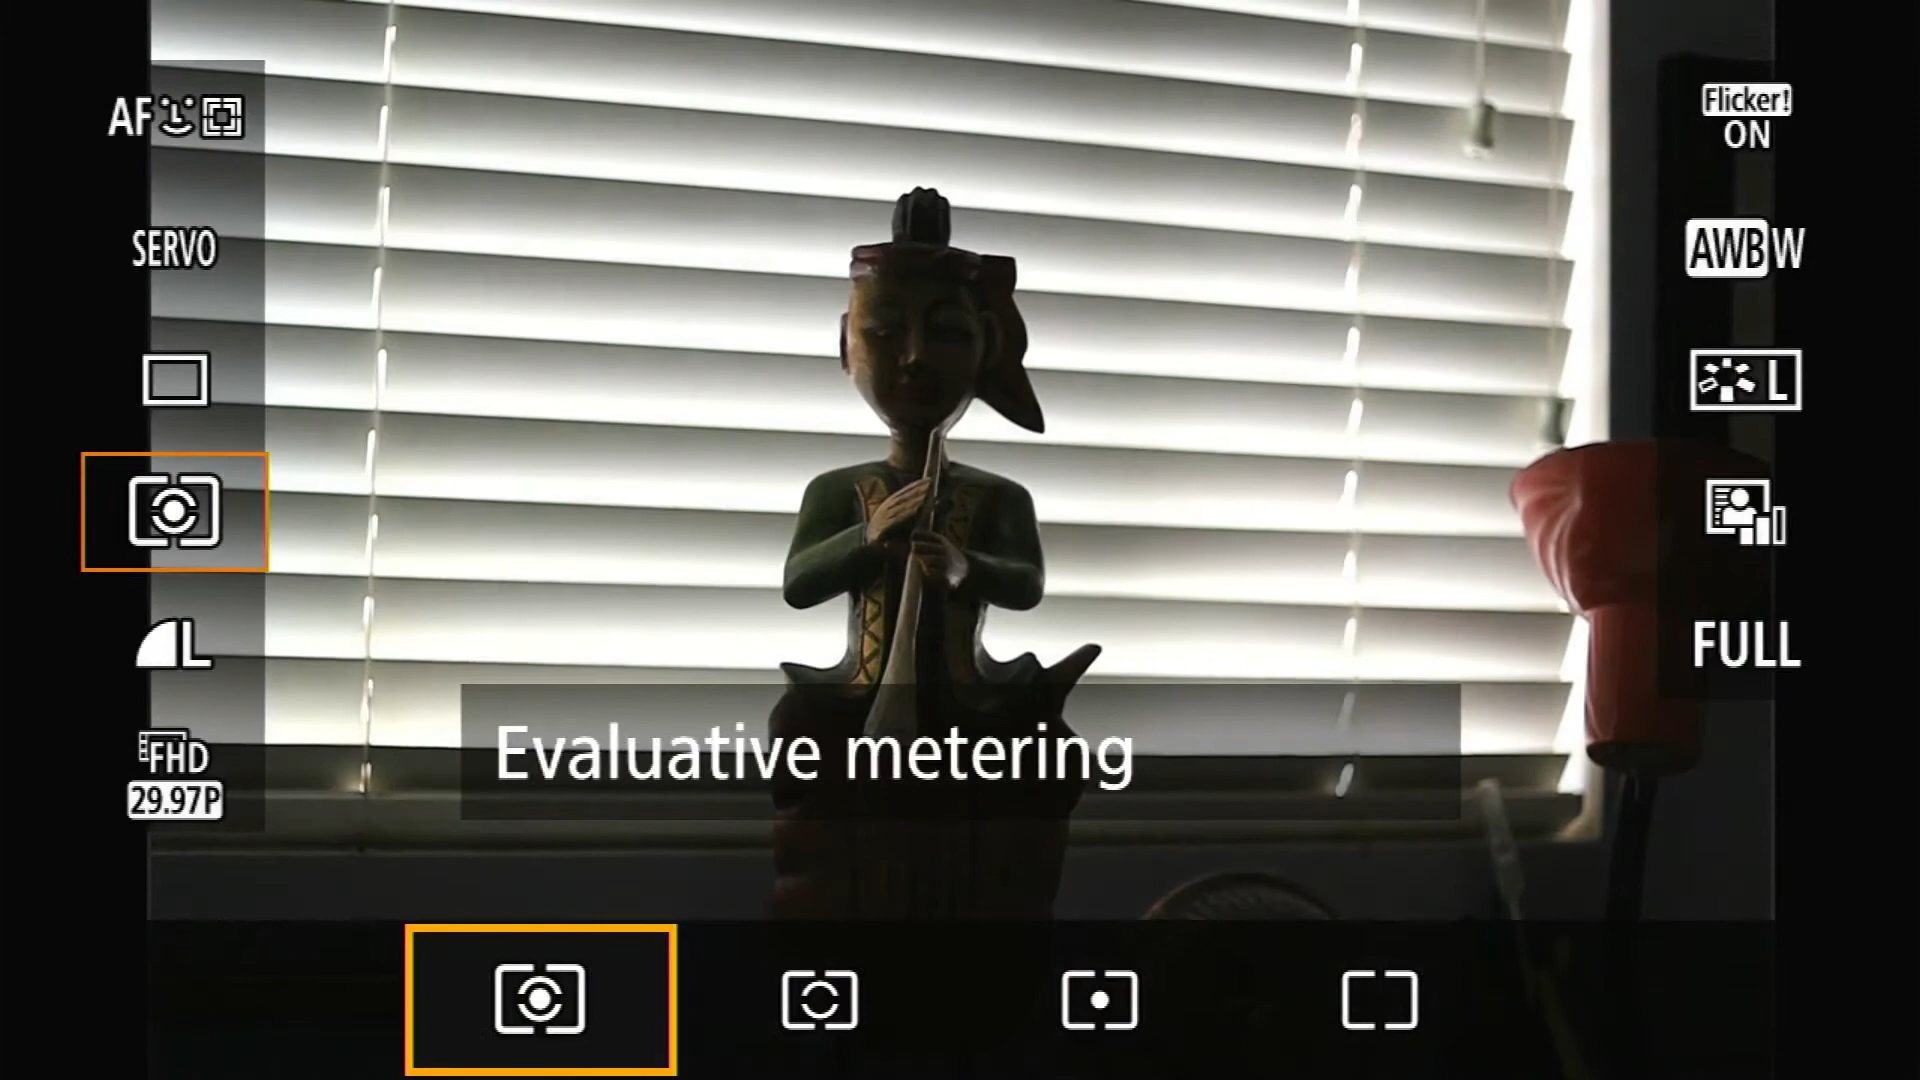 AF
SERVO
L
FHD
29.97P
Flicker!
ON
AWB W
L
FULL
Evaluative metering